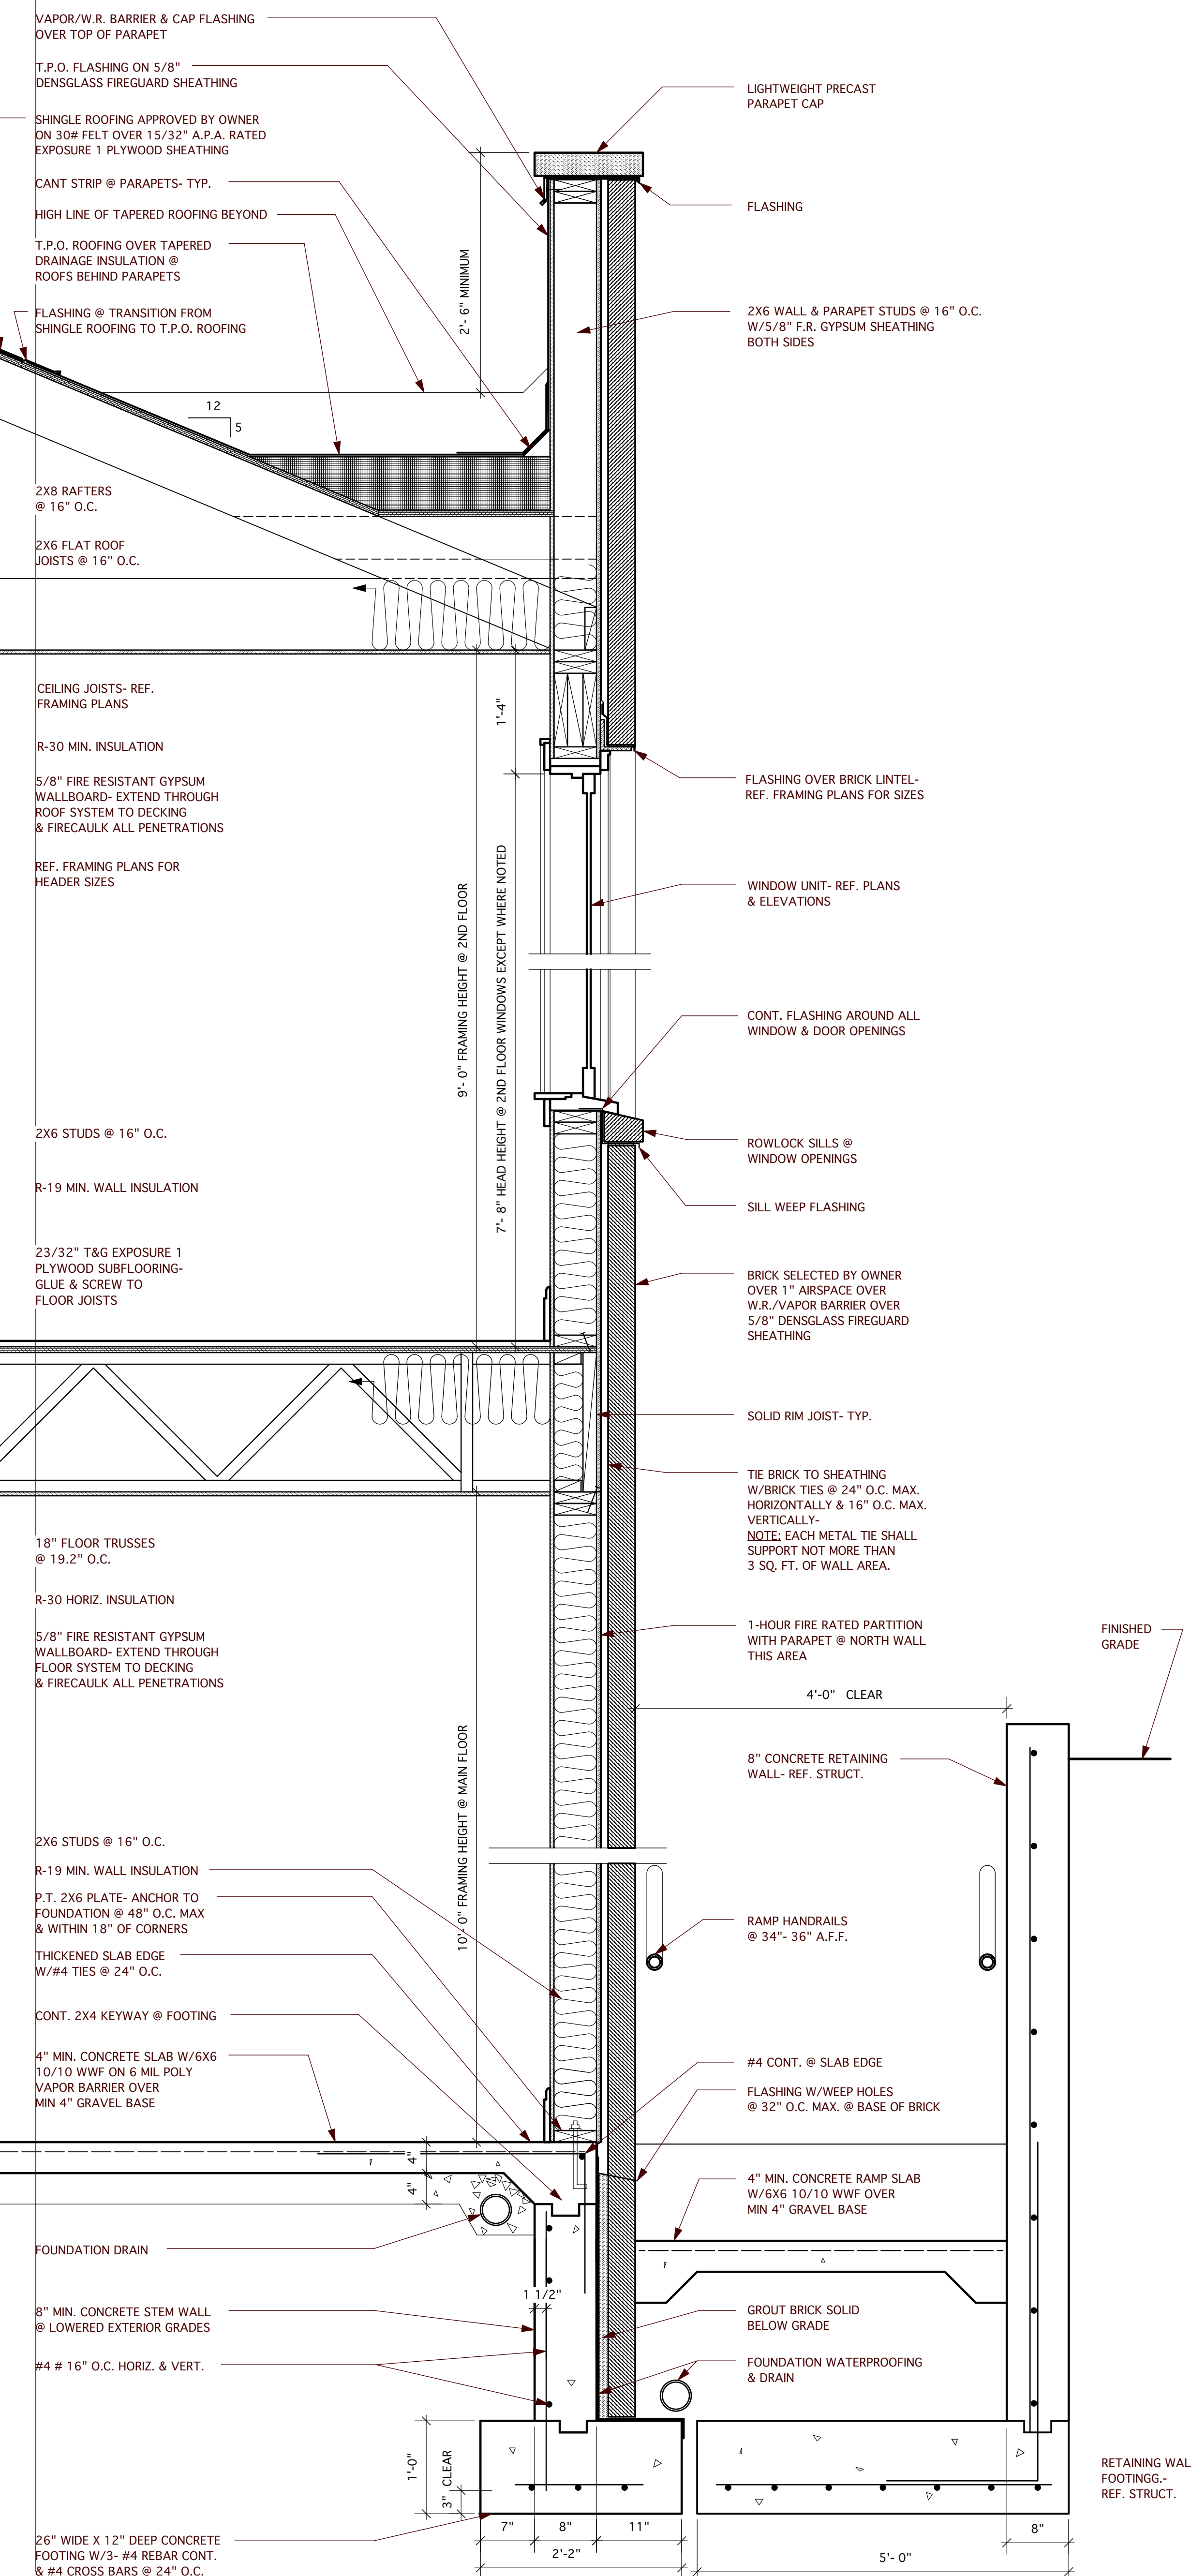 VAPOR/W.R. BARRIER & CAP FLASHING
OVER TOP OF PARAPET
T.P.O. FLASHING ON 5/8"
DENSGLASS FIREGUARD SHEATHING
SHINGLE ROOFING APPROVED BY OWNER
ON 30# FELT OVER 15/32" A.P.A. RATED
EXPOSURE 1 PLYWOOD SHEATHING
CANT STRIP @ PARAPETS- TYP.
HIGH LINE OF TAPERED ROOFING BEYOND
T.P.O. ROOFING OVER TAPERED
DRAINAGE INSULATION @
ROOFS BEHIND PARAPETS
FLASHING @ TRANSITION FROM
SHINGLE ROOFING TO T.P.O. ROOFING
12
5
2X8 RAFTERS
@ 16" O.C.
2X6 FLAT ROOF
JOISTS @ 16" O.C.
CEILING JOISTS- REF.
FRAMING PLANS
R-30 MIN. INSULATION
5/8" FIRE RESISTANT GYPSUM
WALLBOARD- EXTEND THROUGH
ROOF SYSTEM TO DECKING
& FIRECAULK ALL PENETRATIONS
REF. FRAMING PLANS FOR
HEADER SIZES
2X6 STUDS @ 16" O.C.
R-19 MIN. WALL INSULATION
23/32" T&G EXPOSURE 1
PLYWOOD SUBFLOORING-
GLUE & SCREW TO
FLOOR JOISTS
18" FLOOR TRUSSES
@ 19.2" O.C.
R-30 HORIZ. INSULATION
5/8" FIRE RESISTANT GYPSUM
WALLBOARD- EXTEND THROUGH
FLOOR SYSTEM TO DECKING
& FIRECAULK ALL PENETRATIONS
2X6 STUDS @ 16" O.C.
R-19 MIN. WALL INSULATION
P.T. 2X6 PLATE- ANCHOR TO
FOUNDATION @ 48" O.C. MAX
& WITHIN 18" OF CORNERS
THICKENED SLAB EDGE
W/#4 TIES @ 24" O.C.
CONT. 2X4 KEYWAY @ FOOTING
4" MIN. CONCRETE SLAB W/6X6
10/10 WWF ON 6 MIL POLY
VAPOR BARRIER OVER
MIN 4" GRAVEL BASE
FOUNDATION DRAIN
8" MIN. CONCRETE STEM WALL
@ LOWERED EXTERIOR GRADES
#4 # 16" O.C. HORIZ. & VERT.
26" WIDE X 12" DEEP CONCRETE
FOOTING W/3- #4 REBAR CONT.
& #4 CROSS BARS @ 24" O.C.
2'- 6" MINIMUM
1'-4"
9'- 0" FRAMING HEIGHT @ 2ND FLOOR
7'- 8" HEAD HEIGHT @ 2ND FLOOR WINDOWS EXCEPT WHERE NOTED
10'- 0" FRAMING HEIGHT @ MAIN FLOOR
4"
4"
1 1/2"
1'-0"
3" CLEAR
7"
8"
11"
2'-2"
LIGHTWEIGHT PRECAST
PARAPET CAP
FLASHING
2X6 WALL & PARAPET STUDS @ 16" O.C.
W/5/8" F.R. GYPSUM SHEATHING
BOTH SIDES
FLASHING OVER BRICK LINTEL-
REF. FRAMING PLANS FOR SIZES
WINDOW UNIT- REF. PLANS
& ELEVATIONS
CONT. FLASHING AROUND ALL
WINDOW & DOOR OPENINGS
ROWLOCK SILLS @
WINDOW OPENINGS
SILL WEEP FLASHING
BRICK SELECTED BY OWNER
OVER 1" AIRSPACE OVER
W.R./VAPOR BARRIER OVER
5/8" DENSGLASS FIREGUARD
SHEATHING
SOLID RIM JOIST- TYP.
TIE BRICK TO SHEATHING
W/BRICK TIES @ 24" O.C. MAX.
HORIZONTALLY & 16" O.C. MAX.
VERTICALLY-
NOTE: EACH METAL TIE SHALL
SUPPORT NOT MORE THAN
3 SQ. FT. OF WALL AREA.
1-HOUR FIRE RATED PARTITION
WITH PARAPET @ NORTH WALL
THIS AREA
FINISHED
GRADE
4'-0" CLEAR
8" CONCRETE RETAINING
WALL- REF. STRUCT.
RAMP HANDRAILS
@ 34"- 36" A.F.F.
#4 CONT. @ SLAB EDGE
FLASHING W/WEEP HOLES
@ 32" O.C. MAX. @ BASE OF BRICK
4" MIN. CONCRETE RAMP SLAB
W/6X6 10/10 WWF OVER
MIN 4" GRAVEL BASE
GROUT BRICK SOLID
BELOW GRADE
FOUNDATION WATERPROOFING
& DRAIN
RETAINING WAL
FOOTINGG.-
REF. STRUCT.
8"
5'- 0"